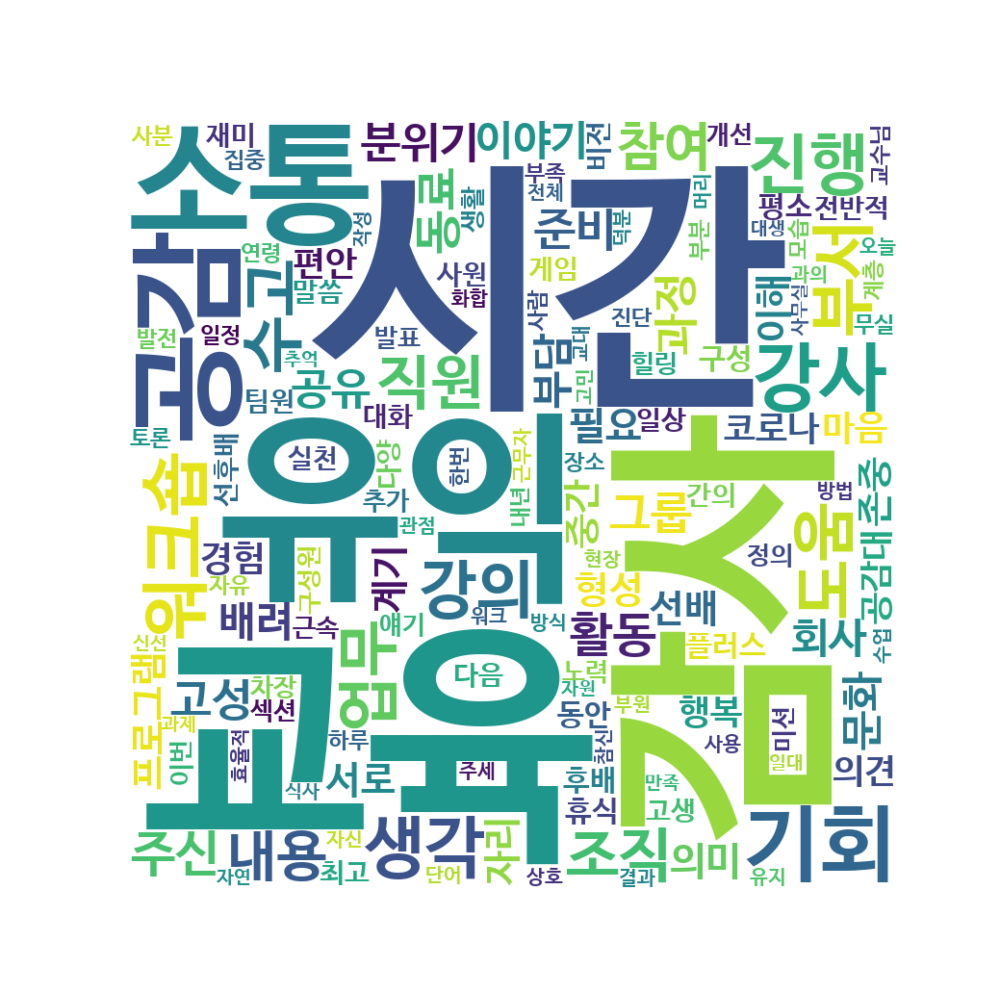 사분
재미
집중
분위기
이야기
비전
부족
전체
참여
개선
진행
교수님
소통
공감
수고
시간
유익
교육
감사
연령
편안
말씀
동료
생활
작성
준비
덕분
머리
부분
평소
전반적
대생
모습
오늘
과의
계층
사무실
무실
부서
이해
과정
게임
사원
화합
사람
진단
발전
일정
추억
발표
부담
교대
고민
힐링
구성
강사
팀원
공유
직원
대화
필요
일상
코로나
마음
토론
선후배
실천
다양
한번
근무자
내년
장소
추가
관점
중간
그룹
간의
방법
존중
공감대
도움
정의
워크숍
경험
자유
구성원
계기
강의
현장
형성
선배
배려
근속
얘기
워크
방식
활동
플러스
회사
수업
신선
프로그램
고성
차장
섹션
업무
다음
노력
자원
동안
부원
행복
미션
문화
과제
이번
효율적
하루
서로
주세
참신
후배
만족
사용
일대
의견
식사
휴식
고생
주신
내용
자신
생각
자리
조직
의미
기회
자연
최고
단어
상호
결과
유지